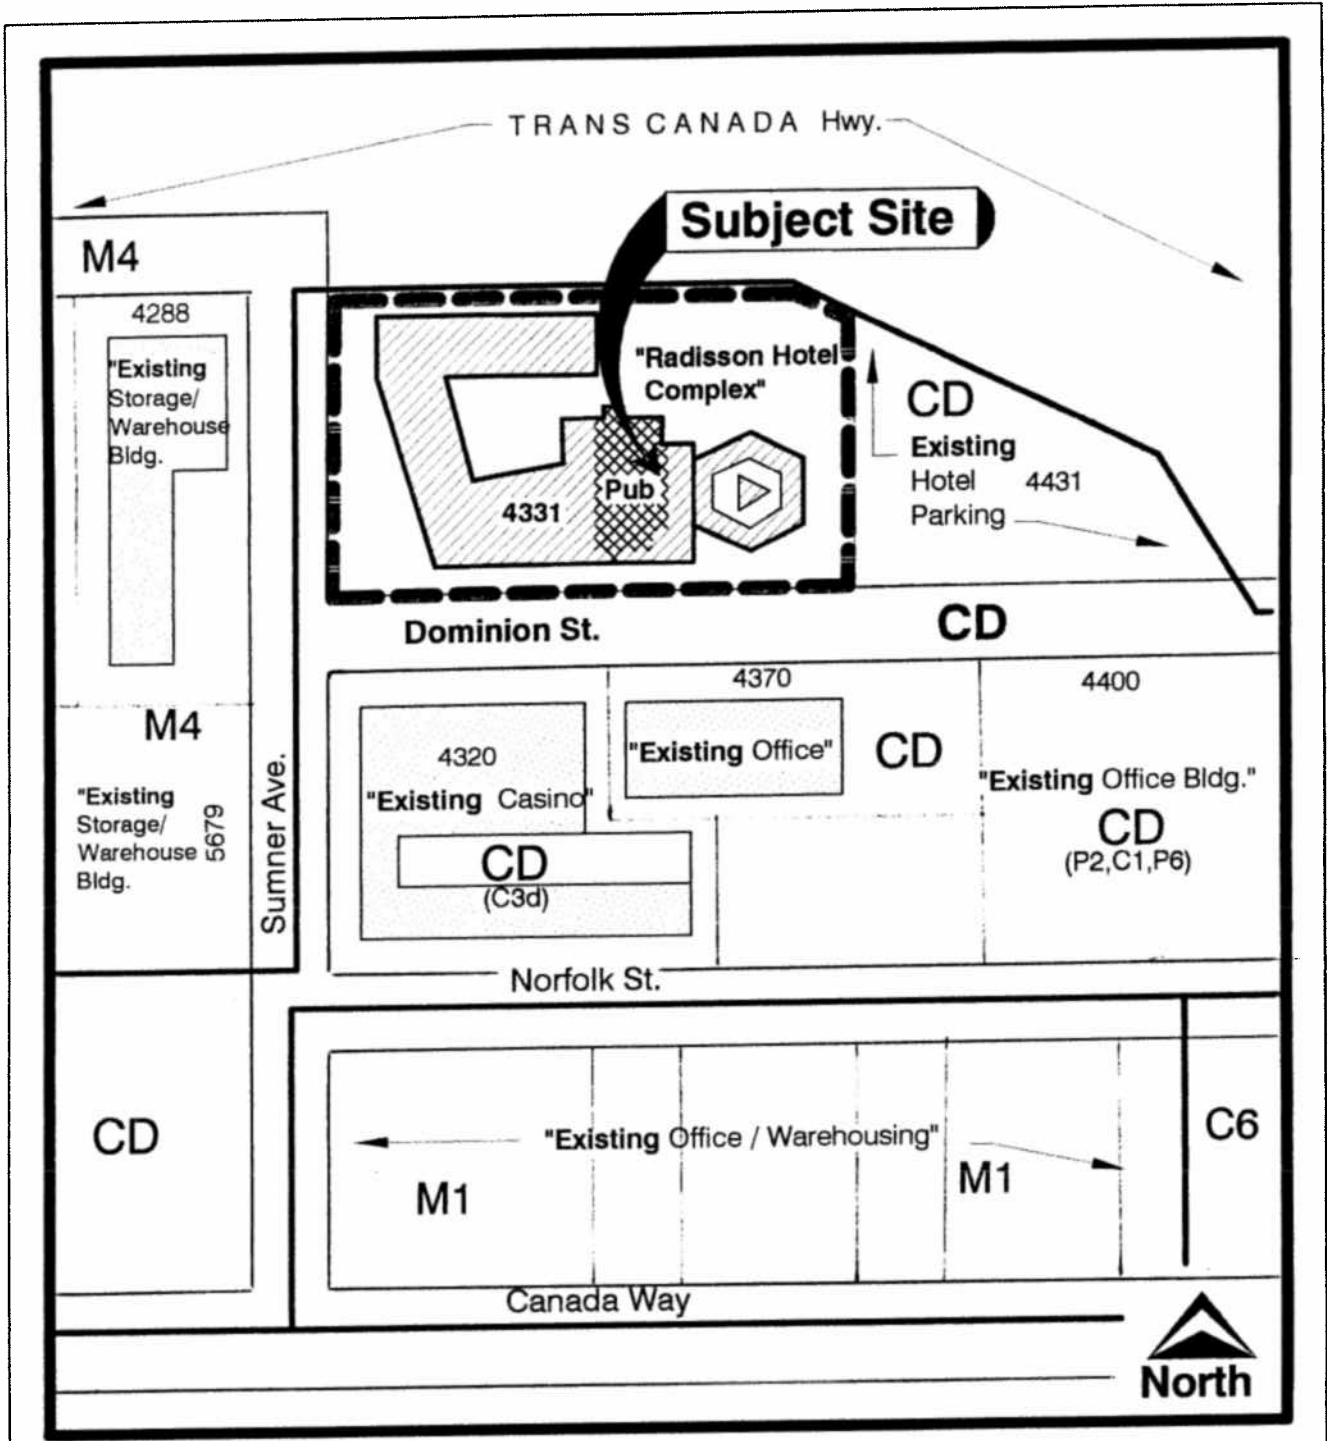 TRANS CANADA Hwy.
Subject Site
M4
4288
"Existing
Storage/
Warehouse
Bldg.
"Radisson Hotel
Complex"
Pub
4331
CD
Existing
Hotel 4431
Parking
Dominion St.
CD
M4
"Existing
Storage/
Warehouse
Bldg.
5679
Sumner Ave.
4320
"Existing Casino"
CD
(C3d)
4370
"Existing Office"
CD
4400
"Existing Office Bldg."
CD
(P2,C1,P6)
Norfolk St.
CD
"Existing Office / Warehousing"
M1
M1
C6
Canada Way
North